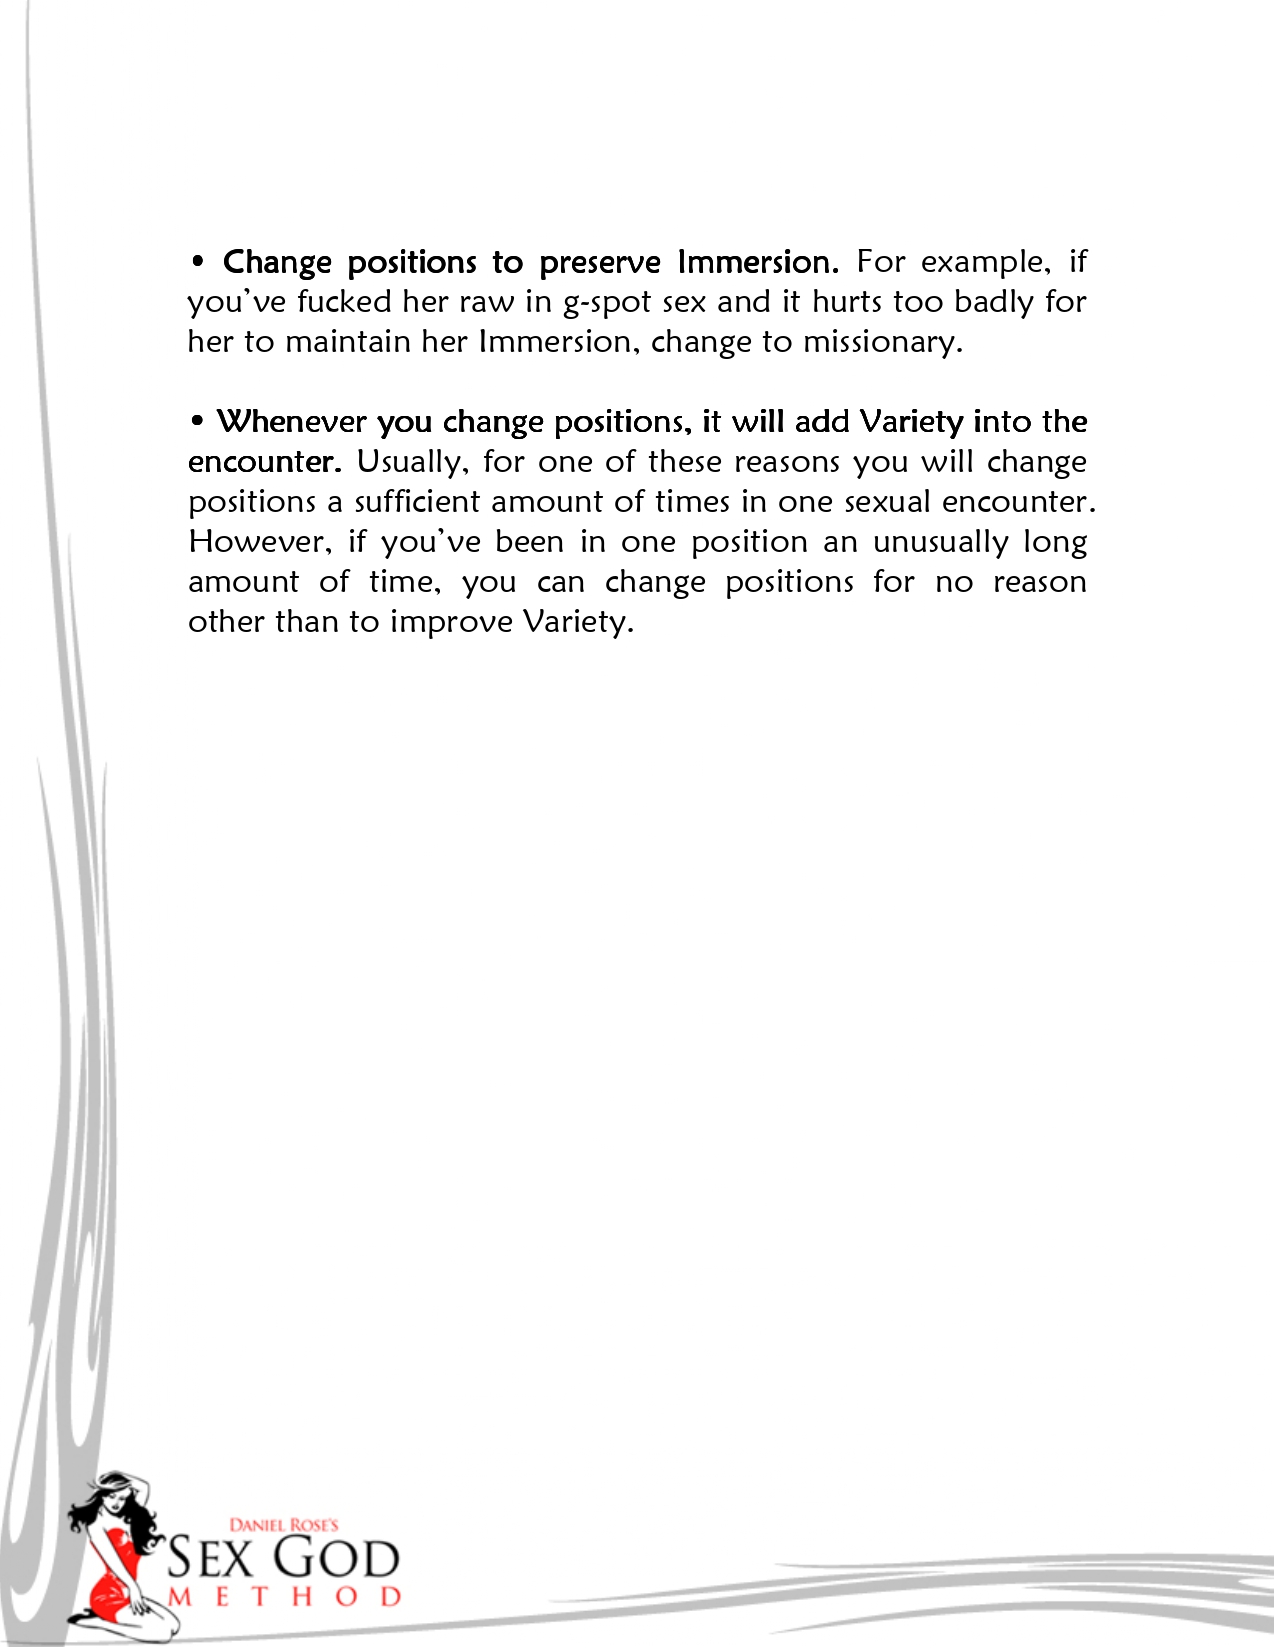 • Change positions to preserve Immersion. For example, if
you’ve fucked her raw in g-spot sex and it hurts too badly for
her to maintain her Immersion, change to missionary.
• Whenever you change positions, it will add Variety into the
encounter. Usually, for one of these reasons you will change
positions a sufficient amount of times in one sexual encounter.
However, if you’ve been in one position an unusually long
amount of time, you can change positions for no reason
other than to improve Variety.
DANIEL ROSE'S
SEX GOD
METHOD